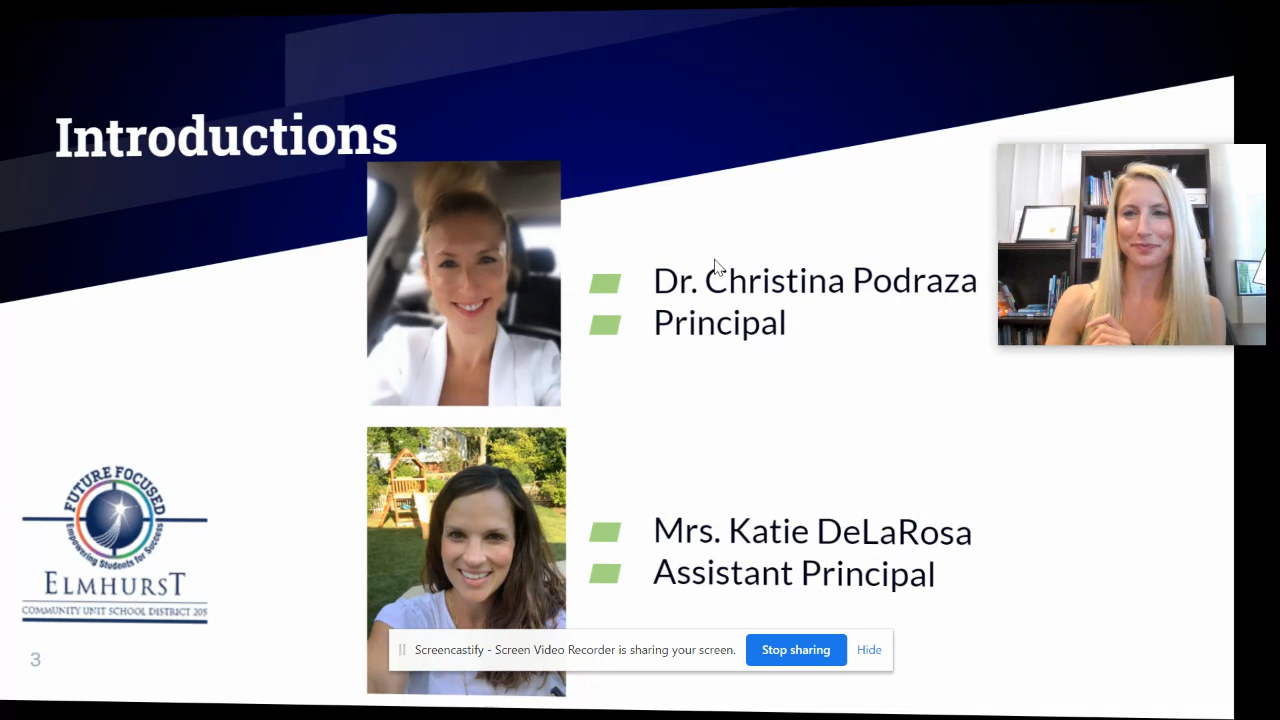 Introductions
Dr. Christina Podraza
Principal
Mrs. Katie DeLaRosa
Assistant Principal
FUTURE FOCUSED
Empowering Students for Success
ELMHURST
COMMUNITY UNIT SCHOOL DISTRICT 205
Screencastify - Screen Video Recorder is sharing your screen.
Stop sharing
Hide
3